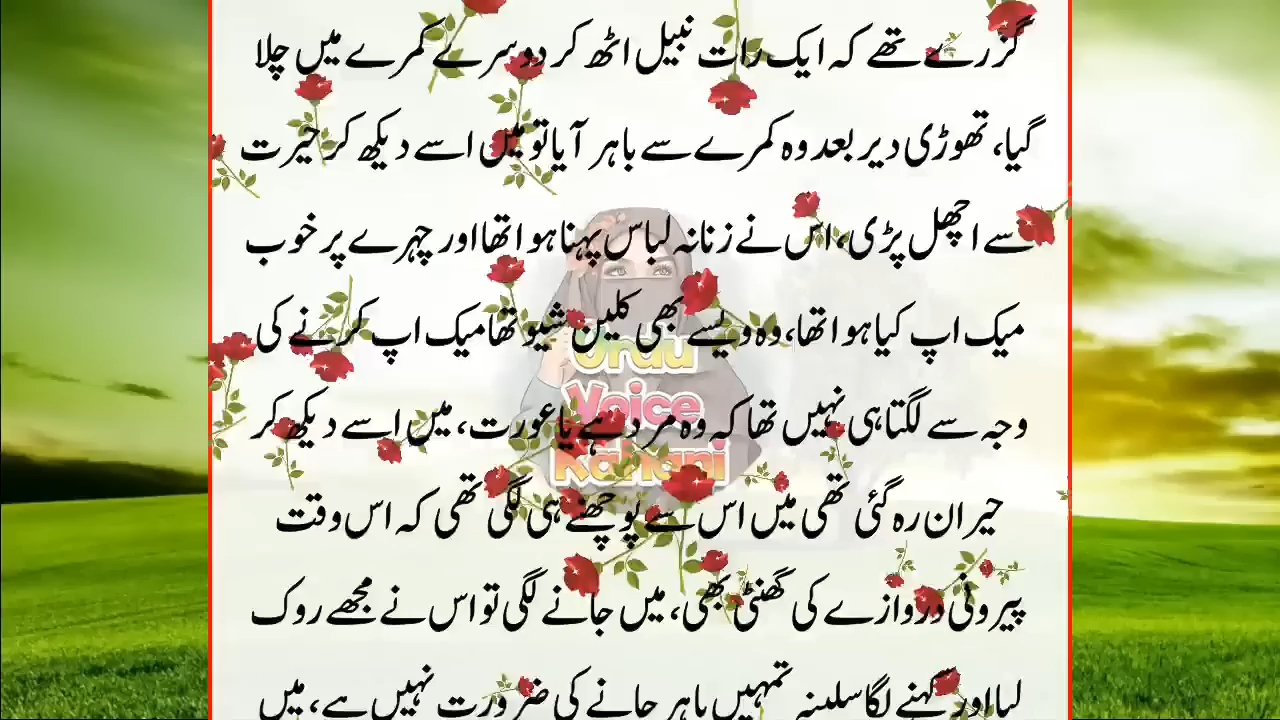 گزرے تھے کہ ایک رات نبیل اٹھ کر دوسرے کمرے میں چلا
گیا، تھوڑی دیر بعد وہ کمرے سے باہر آیا تو میں اسے دیکھ کر حیرت
سے اچھل پڑی، اس نے زنانہ لباس پہنا ہوا تھا اور چہرے پر خوب
میک اپ کیا ہوا تھا، وہ ویسے بھی کلین شیو تھا میک اپ کرنے کی
وجہ سے لگتا ہی نہیں تھا کہ وہ مرد ہے یا عورت، میں اسے دیکھ کر
حیران رہ گئی تھی میں اس سے پوچھنے ہی لگی تھی کہ اس وقت
بیرونی دروازے کی گھنٹی بھی، میں جانے لگی تو اس نے مجھے روک
لیا اور کہنے لگا سلینہ تمہیں باہر جانے کی ضرورت نہیں ہے، میں
Urdu
Voice
Kahani